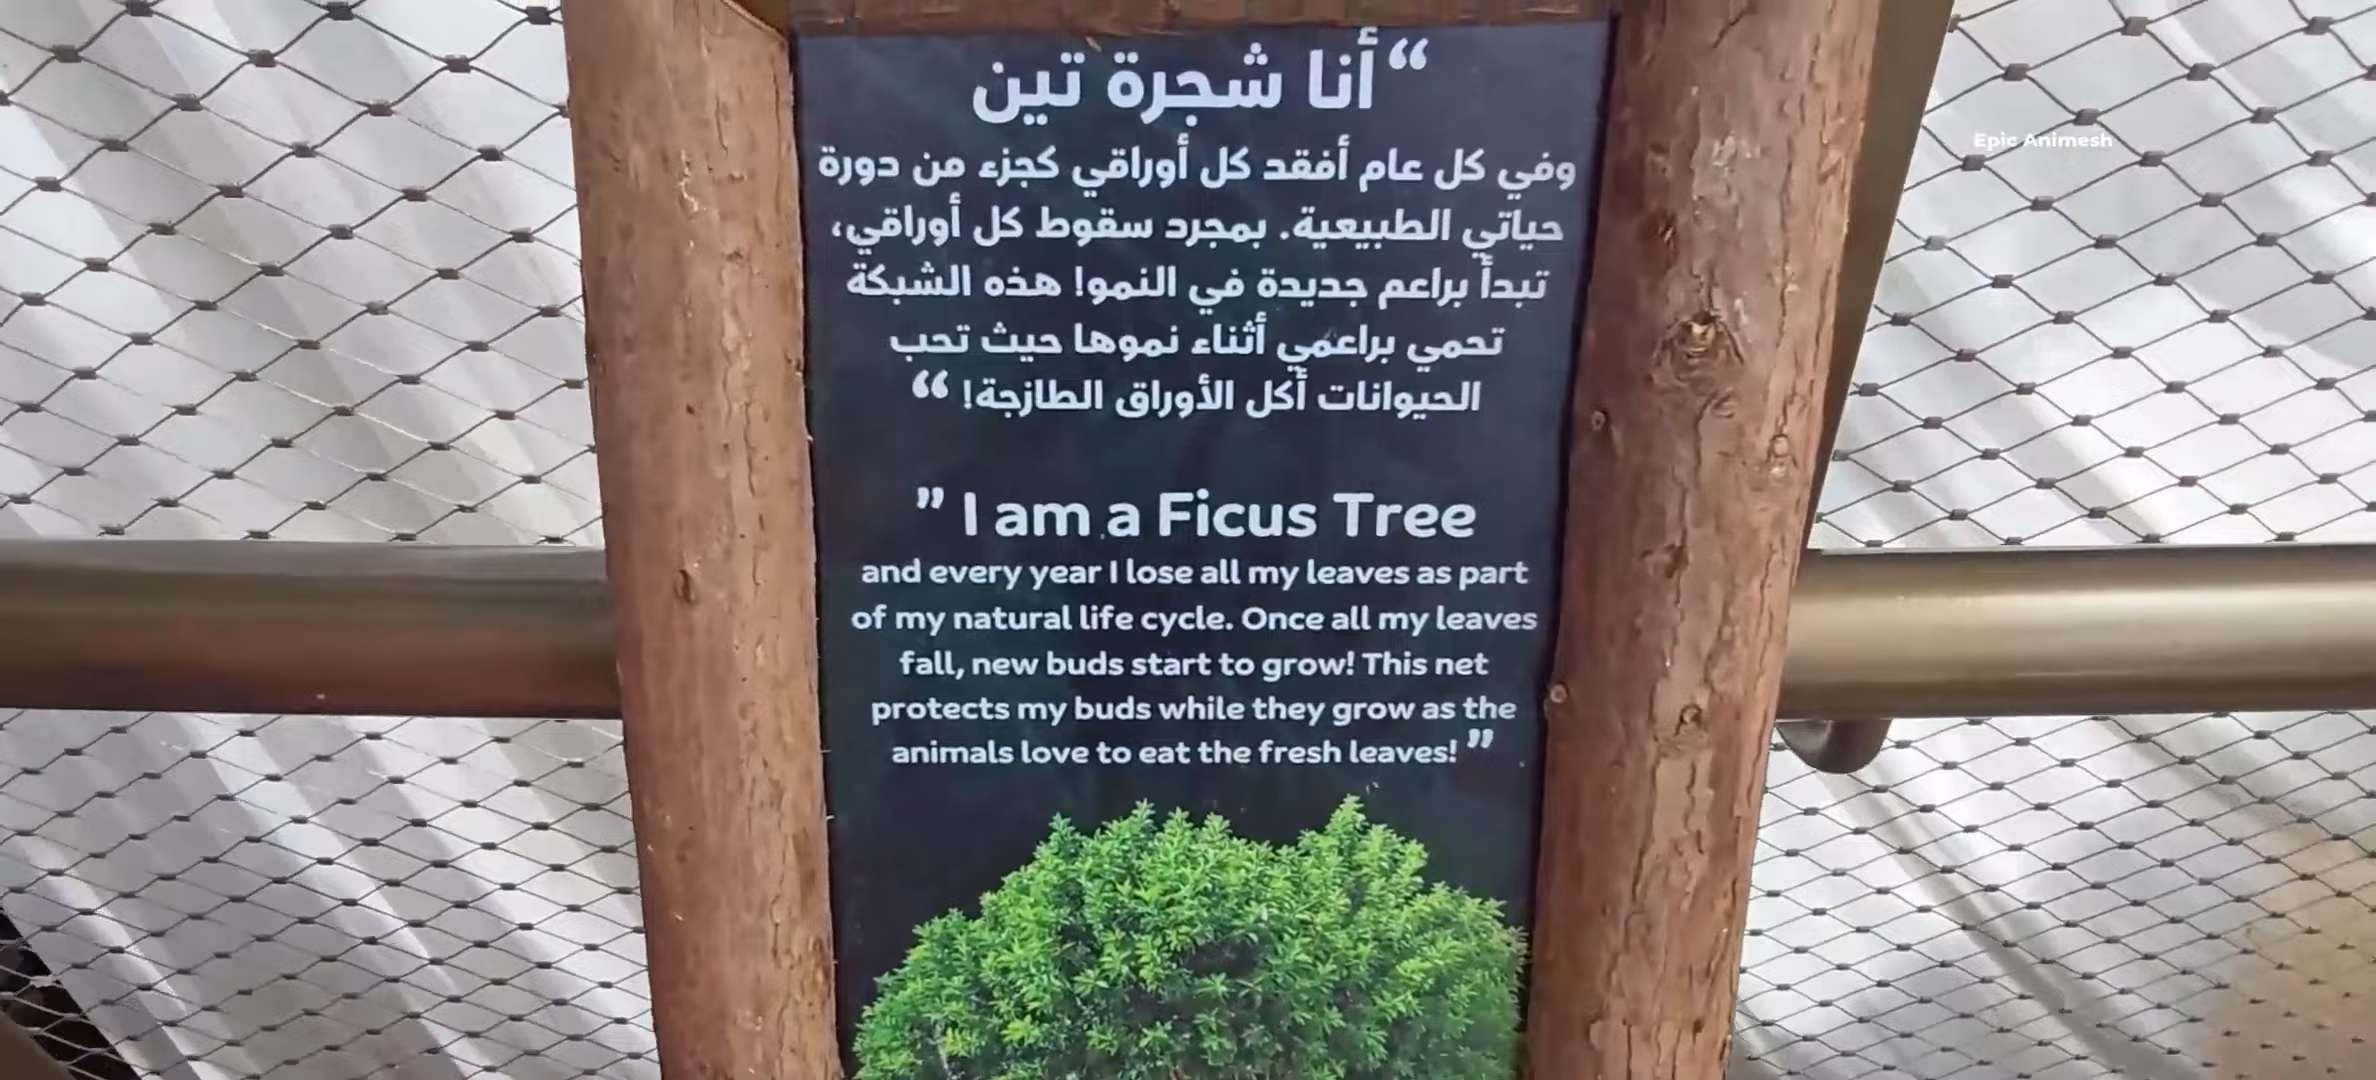 “أنا شجرة تين
وفي كل عام أفقد كل أوراقي كجزء من دورة
حياتي الطبيعية. بمجرد سقوط كل أوراقي،
تبدأ براعم جديدة في النمو! هذه الشبكة
تحمي براعمي أثناء نموها حيث تحب
الحيوانات أكل الأوراق الطازجة! “
" I am a Ficus Tree
and every year I lose all my leaves as part
of my natural life cycle. Once all my leaves
fall, new buds start to grow! This net
protects my buds while they grow as the
animals love to eat the fresh leaves! "
Epic Animesh